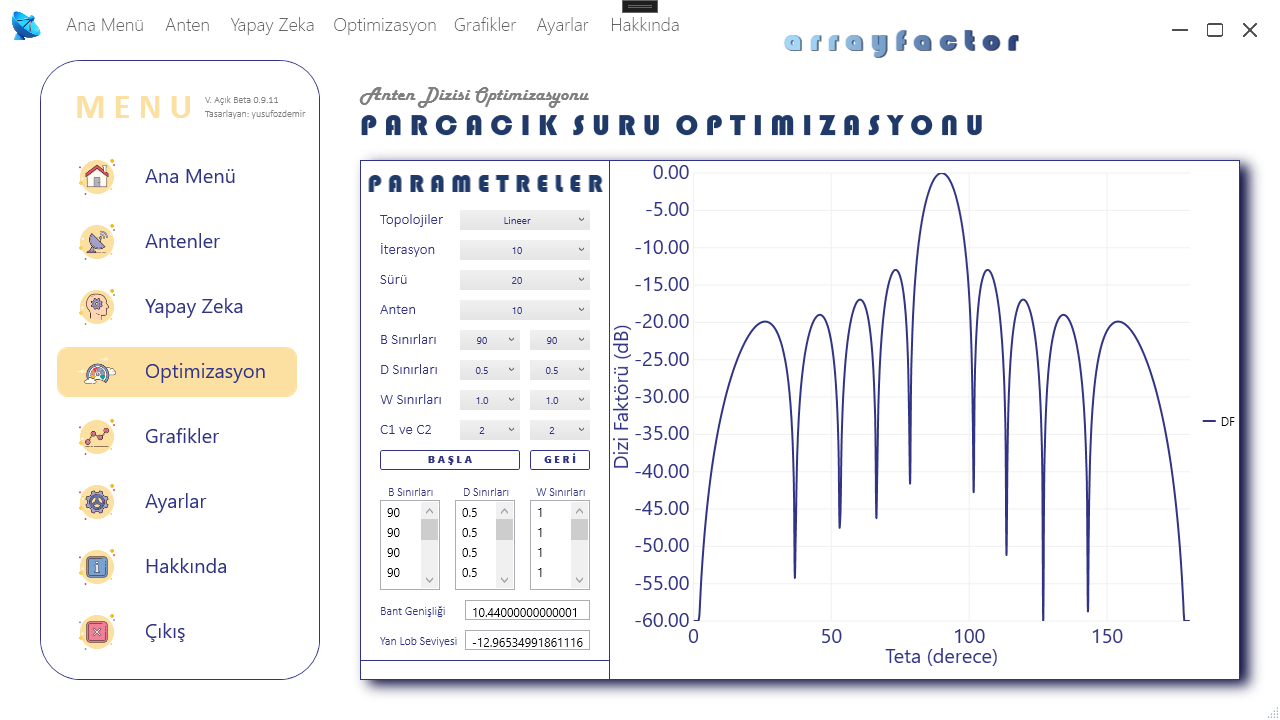 Ana Menü Anten Yapay Zeka Optimizasyon Grafikler Ayarlar Hakkında
arrayfactor
MENU
V. Açık Beta 0.9.11
Tasarlayan: yusufozdemir
Ana Menü
Antenler
Yapay Zeka
Optimizasyon
Grafikler
Ayarlar
Hakkında
Çıkış
Anten Dizisi Optimizasyonu
PARCACIK SURU OPTIMIZASYONU
PARAMETRELER
Topolojiler Lineer
İterasyon 10
Sürü 20
Anten 10
B Sınırları 90 90
D Sınırları 0.5 0.5
W Sınırları 1.0 1.0
C1 ve C2 2 2
BAŞLA GERİ
B Sınırları D Sınırları W Sınırları
90 0.5 1
90 0.5 1
90 0.5 1
90 0.5 1
Bant Genişliği 10.44000000000001
Yan Lob Seviyesi -12.96534991861116
Dizi Faktörü (dB)
0.00
-5.00
-10.00
-15.00
-20.00
-25.00
-30.00
-35.00
-40.00
-45.00
-50.00
-55.00
-60.00
0 50 100 150
Teta (derece)
DF